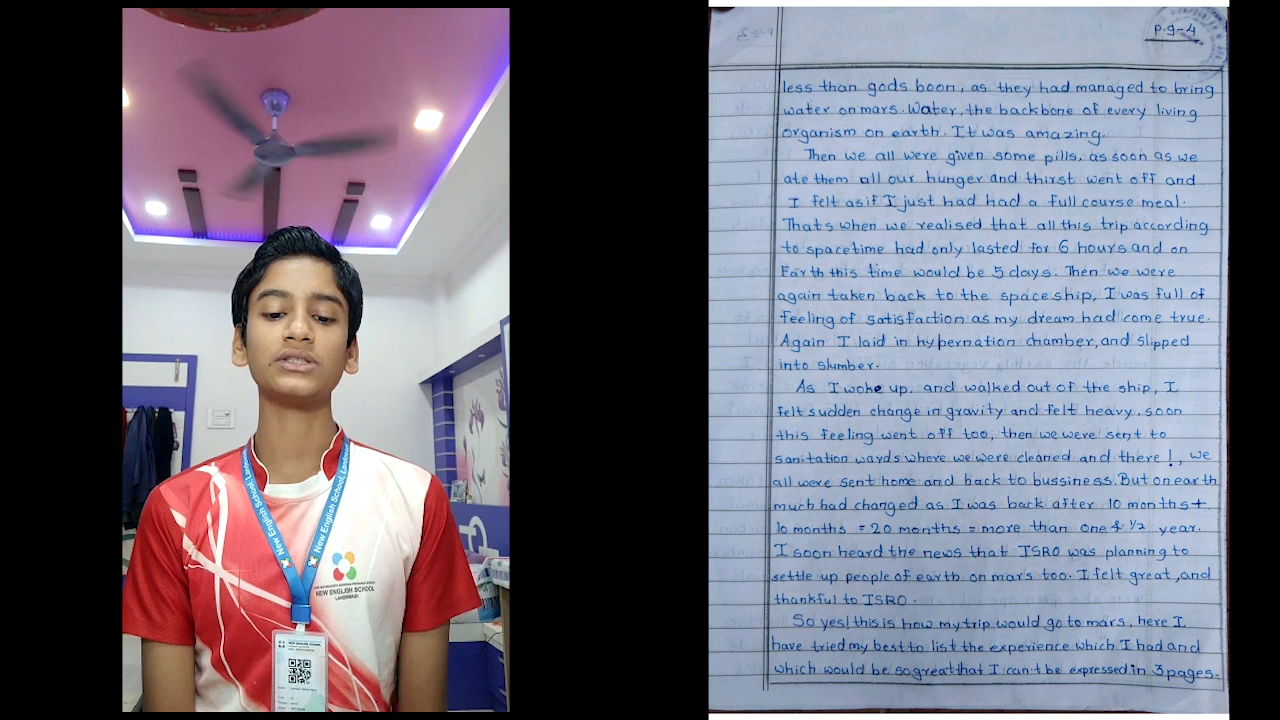 New English School, Landewadi
New English School, Landewadi
NEW ENGLISH SCHOOL
LANDEWADI
P.g-4
less than gods boon, as they had managed to bring
water on mars. Water, the backbone of every living
organism on earth. It was amazing.
Then we all were given some pills, as soon as we
ate them all our hunger and thirst went off and
I felt as if I just had had a full course meal.
Thats when we realised that all this trip according
to spacetime had only lasted for 6 hours and on
Earth this time would be 5 days. Then we were
again taken back to the spaceship, I was full of
feeling of satisfaction as my dream had come true.
Again I laid in hypernation chamber, and slipped
into slumber.
As I woke up, and walked out of the ship, I
felt sudden change in gravity and felt heavy, soon
this feeling went off too, then we were sent to
sanitation wards where we were cleaned and there!, we
all were sent home and back to bussiness. But on earth
much had changed as I was back after 10 months +
10 months = 20 months = more than one & 1/2 year.
I soon heard the news that ISRO was planning to
settle up people of earth on mars too. I felt great, and
thankful to ISRO.
So yes! this is how my trip would go to mars, here I
have tried my best to list the experience which I had and
which would be so great that I can't be expressed in 3 pages.